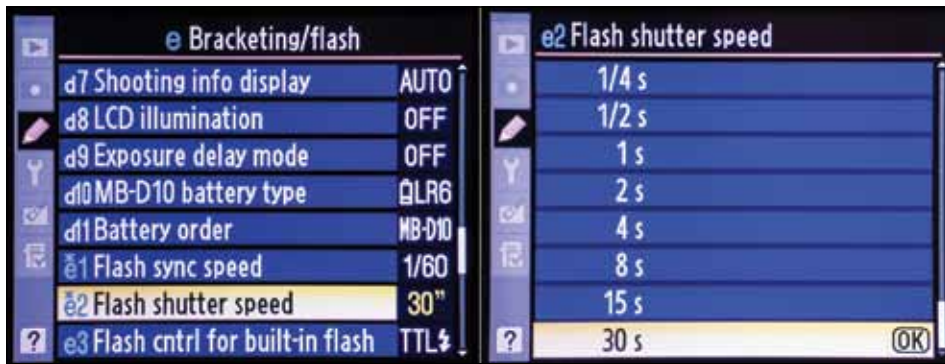 e Bracketing/flash
d7 Shooting info display AUTO
d8 LCD illumination OFF
d9 Exposure delay mode OFF
d10 MB-D10 battery type LR6
d11 Battery order MB-D10
e1 Flash sync speed 1/60
e2 Flash shutter speed 30”
e3 Flash cntrl for built-in flash TTL
?
e2 Flash shutter speed
1/4 s
1/2 s
1 s
2 s
4 s
8 s
15 s
30 s OK
?